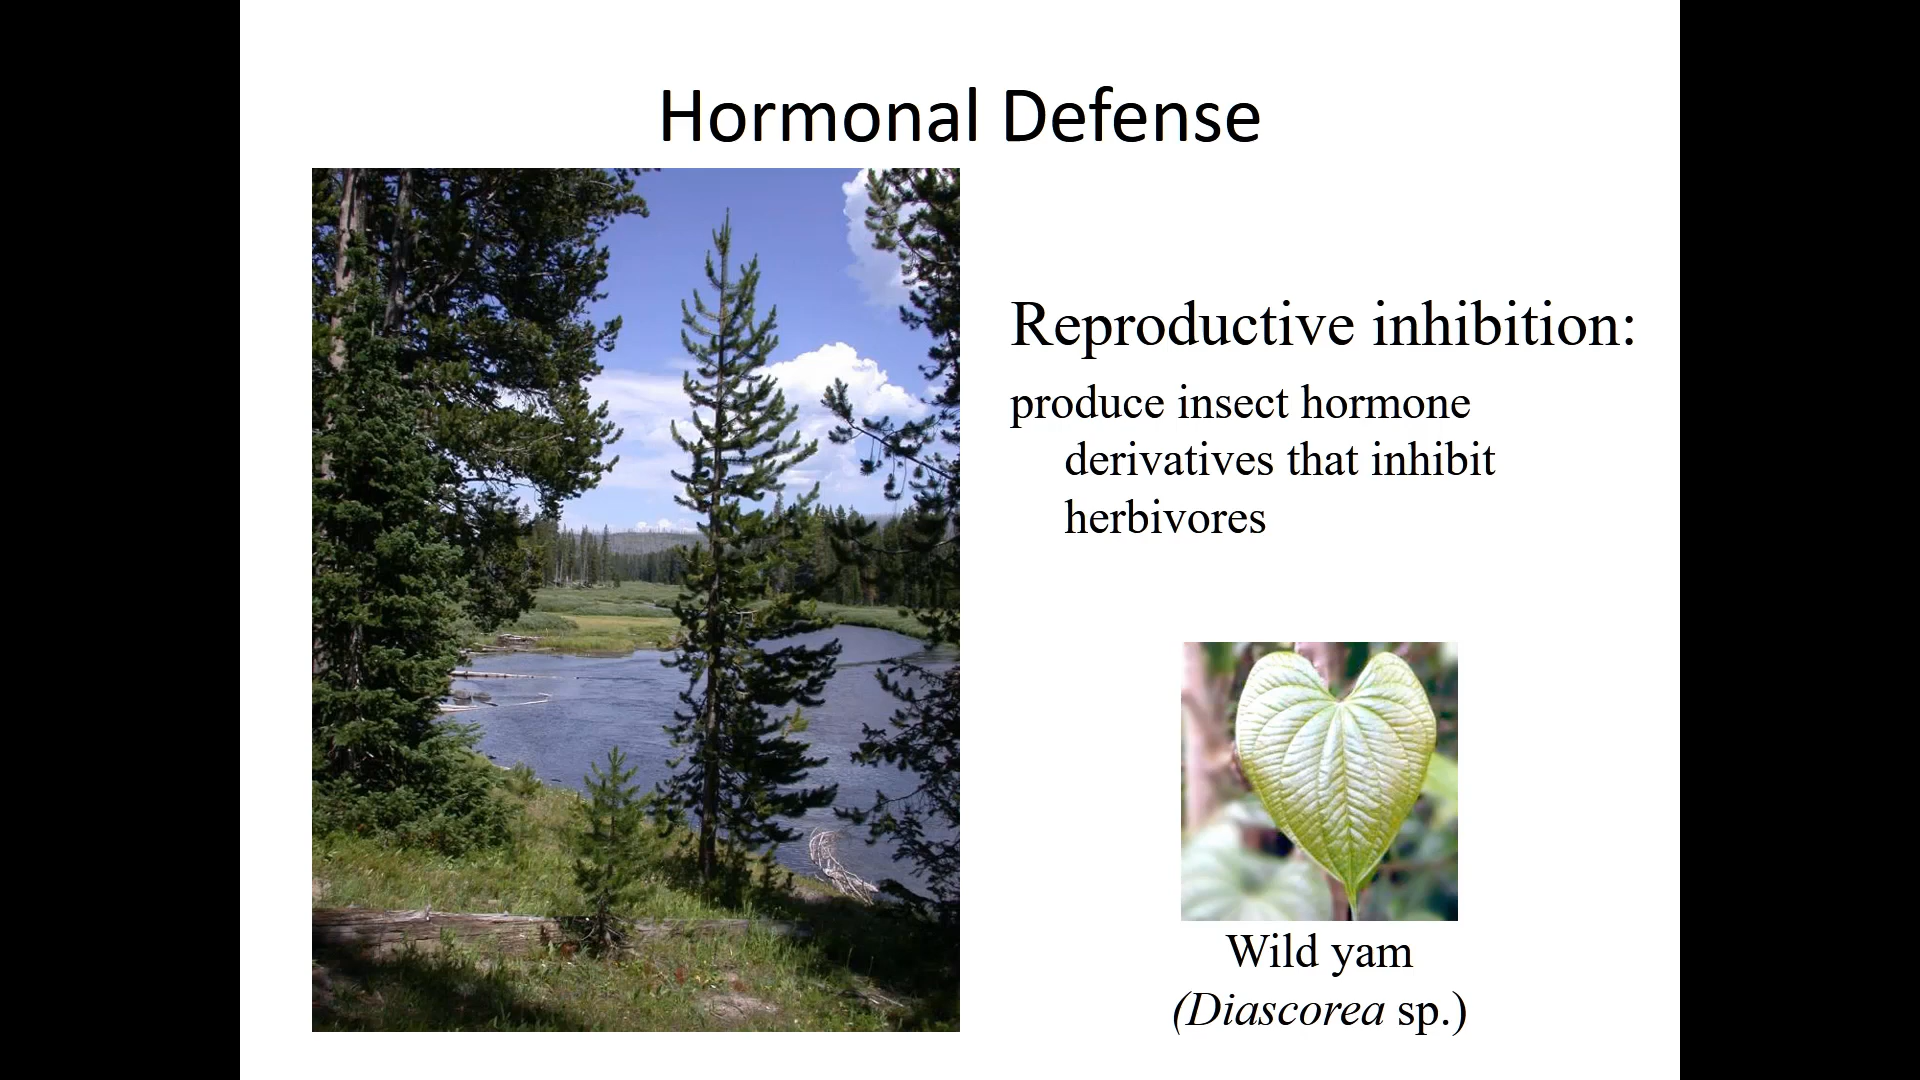 Hormonal Defense
Reproductive inhibition:
produce insect hormone
derivatives that inhibit
herbivores
Wild yam
(Diascorea sp.)